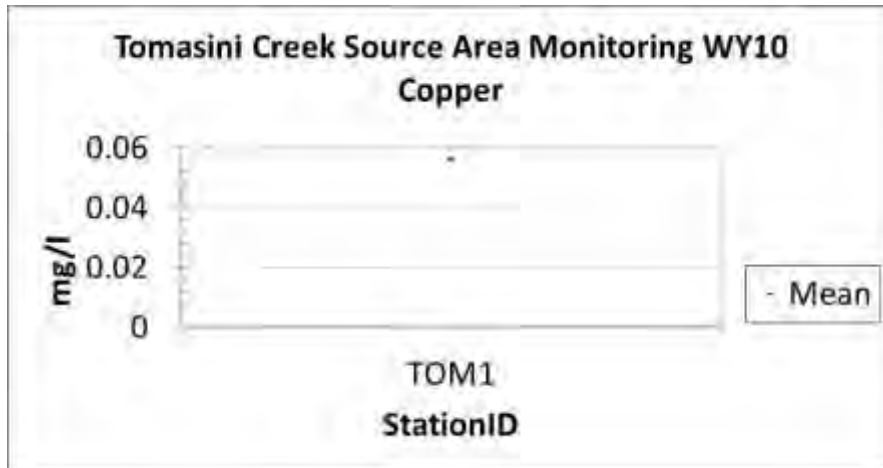 Tomasini Creek Source Area Monitoring WY10
Copper
mg/l
0.06
0.04
0.02
0
TOM1
StationID
- Mean